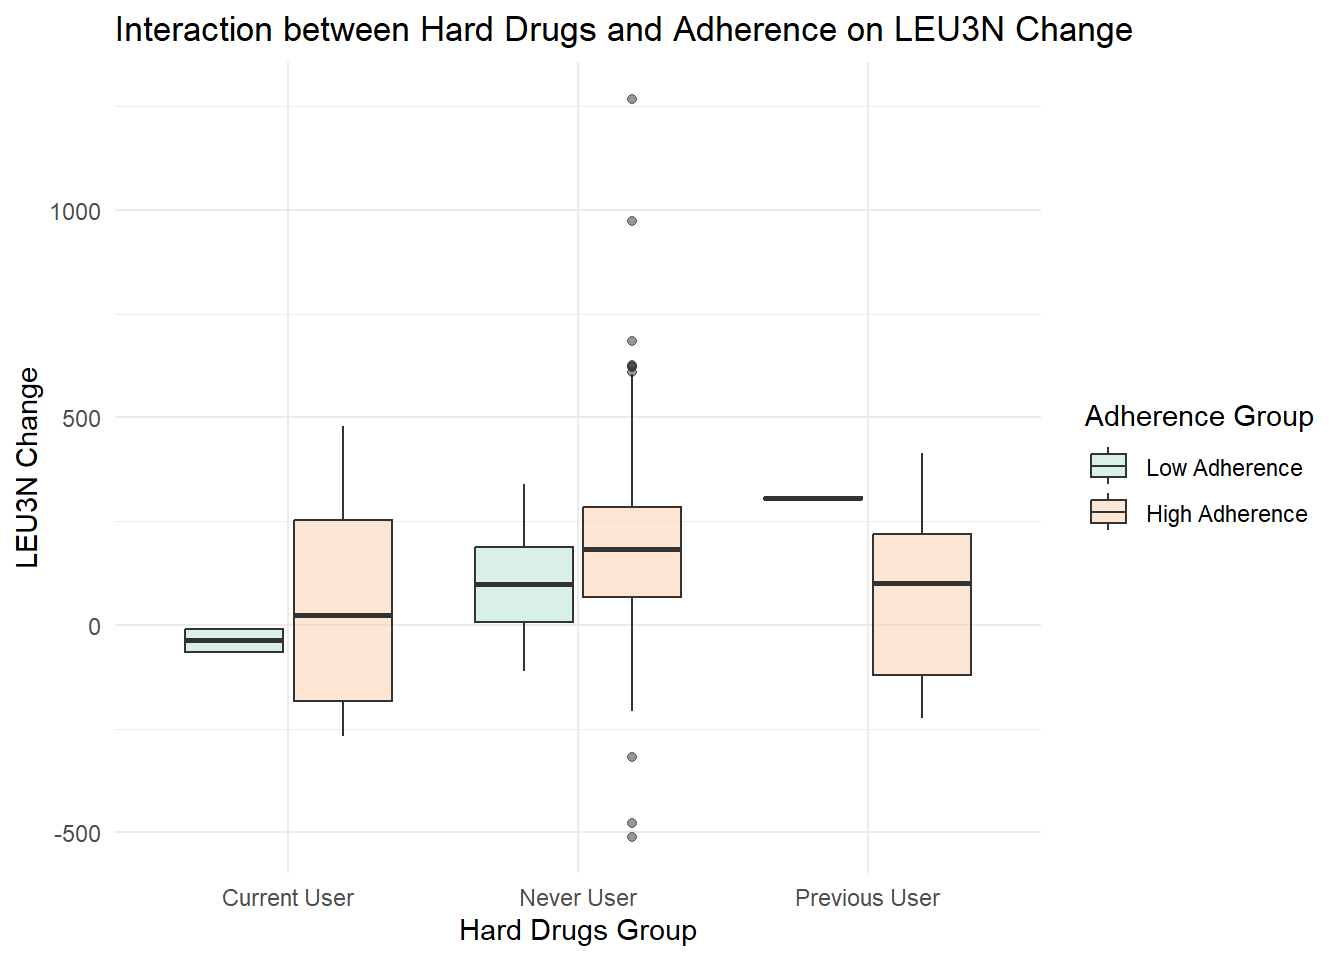 Interaction between Hard Drugs and Adherence on LEU3N Change
LEU3N Change
1000
500
0
-500
Current User
Never User
Previous User
Hard Drugs Group
Adherence Group
Low Adherence
High Adherence